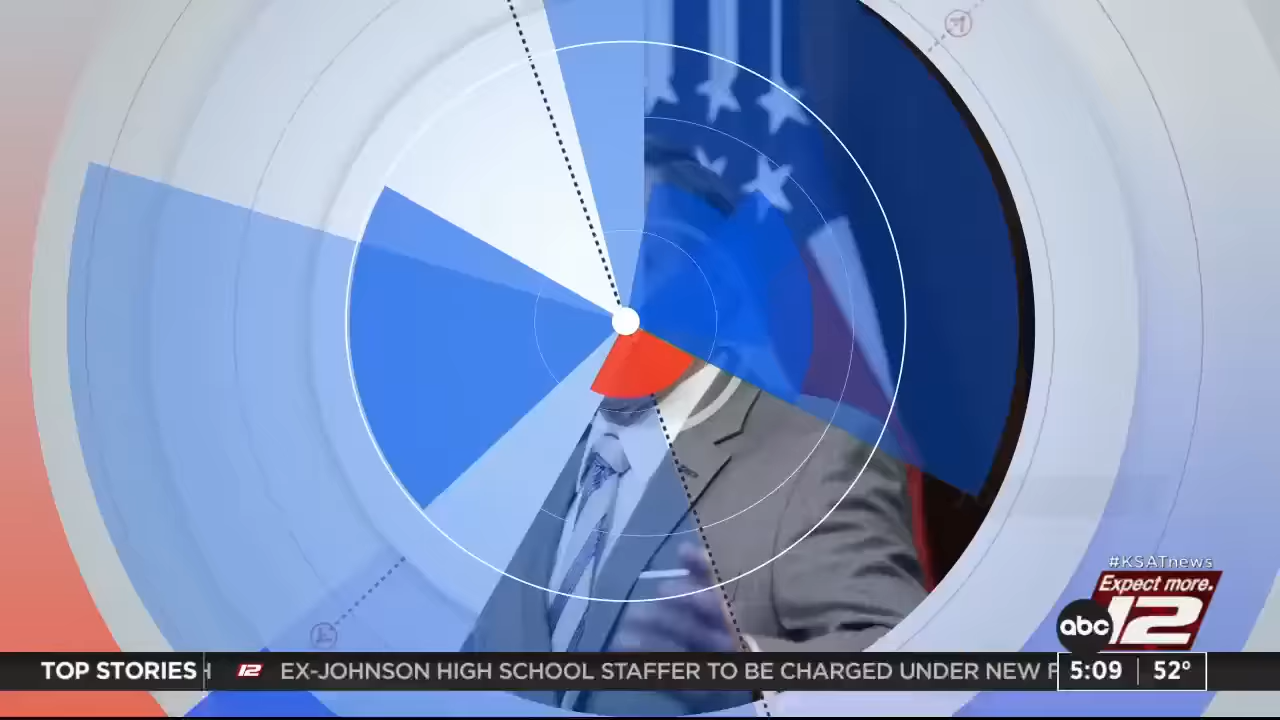 #KSATnews
Expect more.
abc 12
TOP STORIES 12 EX-JOHNSON HIGH SCHOOL STAFFER TO BE CHARGED UNDER NEW 5:09 52°